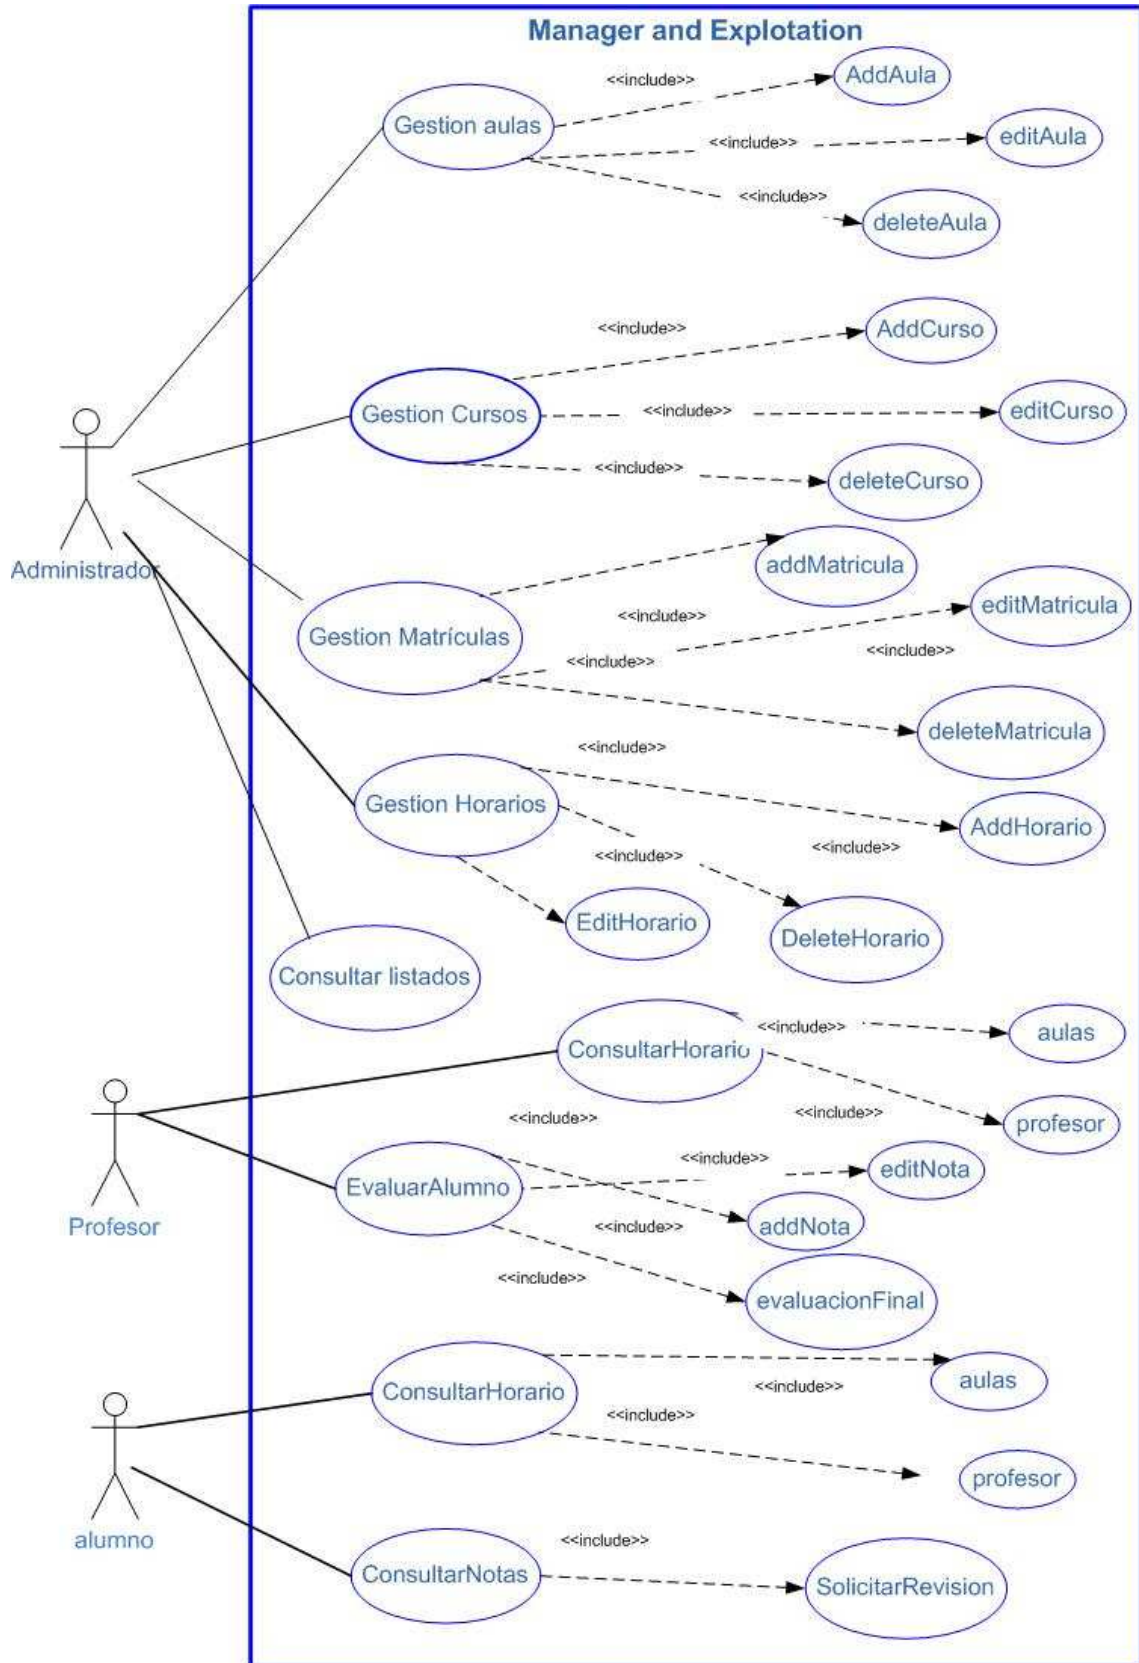 Manager and Explotation
<<include>>
AddAula
Gestion aulas
<<include>>
editAula
<<include>>
deleteAula
<<include>>
AddCurso
Gestion Cursos
<<include>>
editCurso
<<include>>
deleteCurso
Administrador
addMatricula
<<include>>
editMatricula
Gestion Matrículas
<<include>>
<<include>>
deleteMatricula
<<include>>
Gestion Horarios
AddHorario
<<include>>
<<include>>
EditHorario
DeleteHorario
Consultar listados
<<include>>
aulas
ConsultarHorario
<<include>>
<<include>>
profesor
<<include>>
editNota
EvaluarAlumno
Profesor
<<include>>
addNota
<<include>>
evaluacionFinal
ConsultarHorario
<<include>>
aulas
<<include>>
profesor
alumno
<<include>>
ConsultarNotas
SolicitarRevision